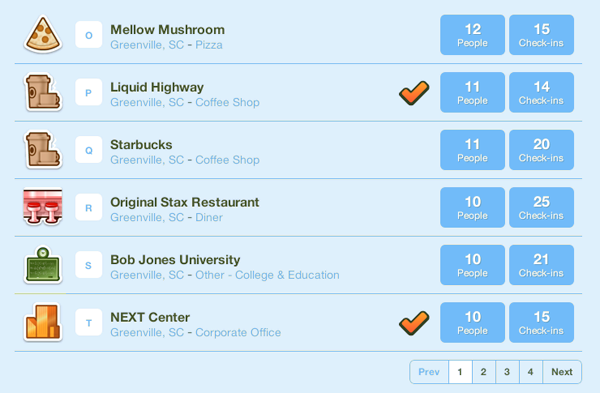 Mellow Mushroom
O
12
15
Greenville, SC - Pizza
People
Check-ins
Liquid Highway
P
11
14
Greenville, SC - Coffee Shop
People
Check-ins
Starbucks
Q
11
20
Greenville, SC - Coffee Shop
People
Check-ins
Original Stax Restaurant
R
10
25
Greenville, SC - Diner
People
Check-ins
Bob Jones University
S
10
21
Greenville, SC - Other - College & Education
People
Check-ins
NEXT Center
T
10
15
Greenville, SC - Corporate Office
People
Check-ins
Prev 1 2 3 4 Next